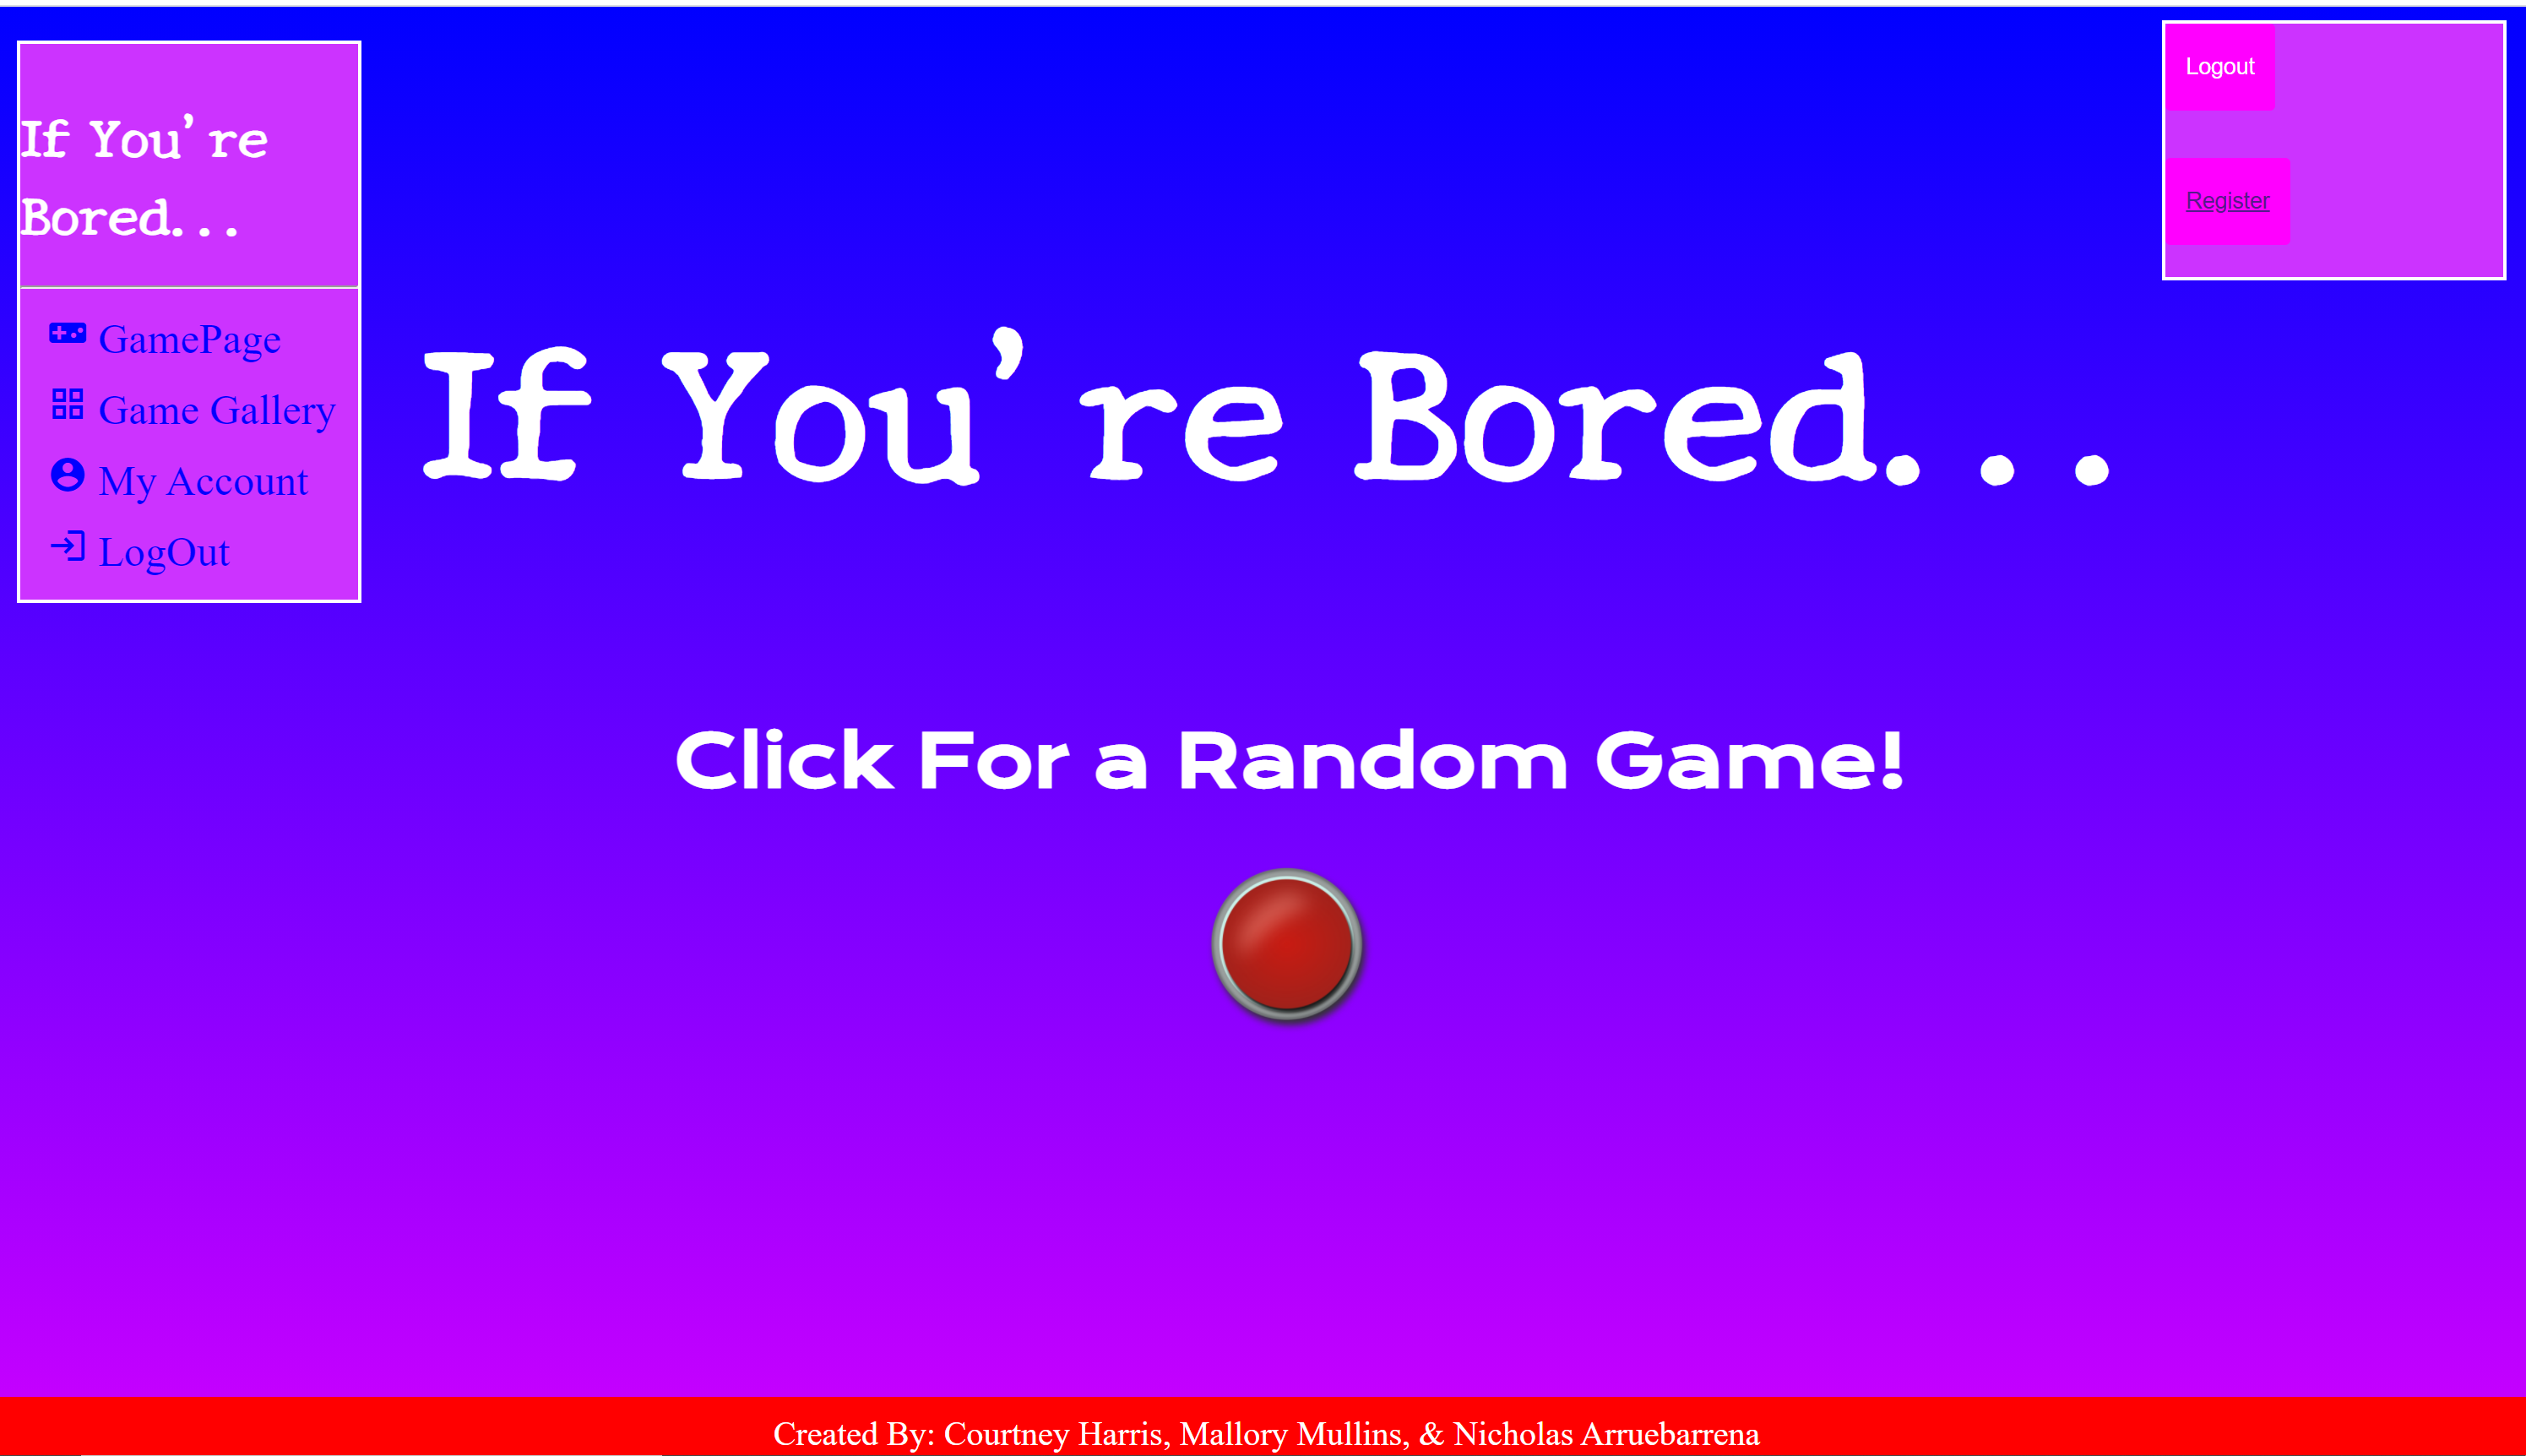 If You're
Bored...
GamePage
Game Gallery
My Account
LogOut
Logout
Register
If You're Bored...
Click For a Random Game!
Created By: Courtney Harris, Mallory Mullins, & Nicholas Arruebarrena